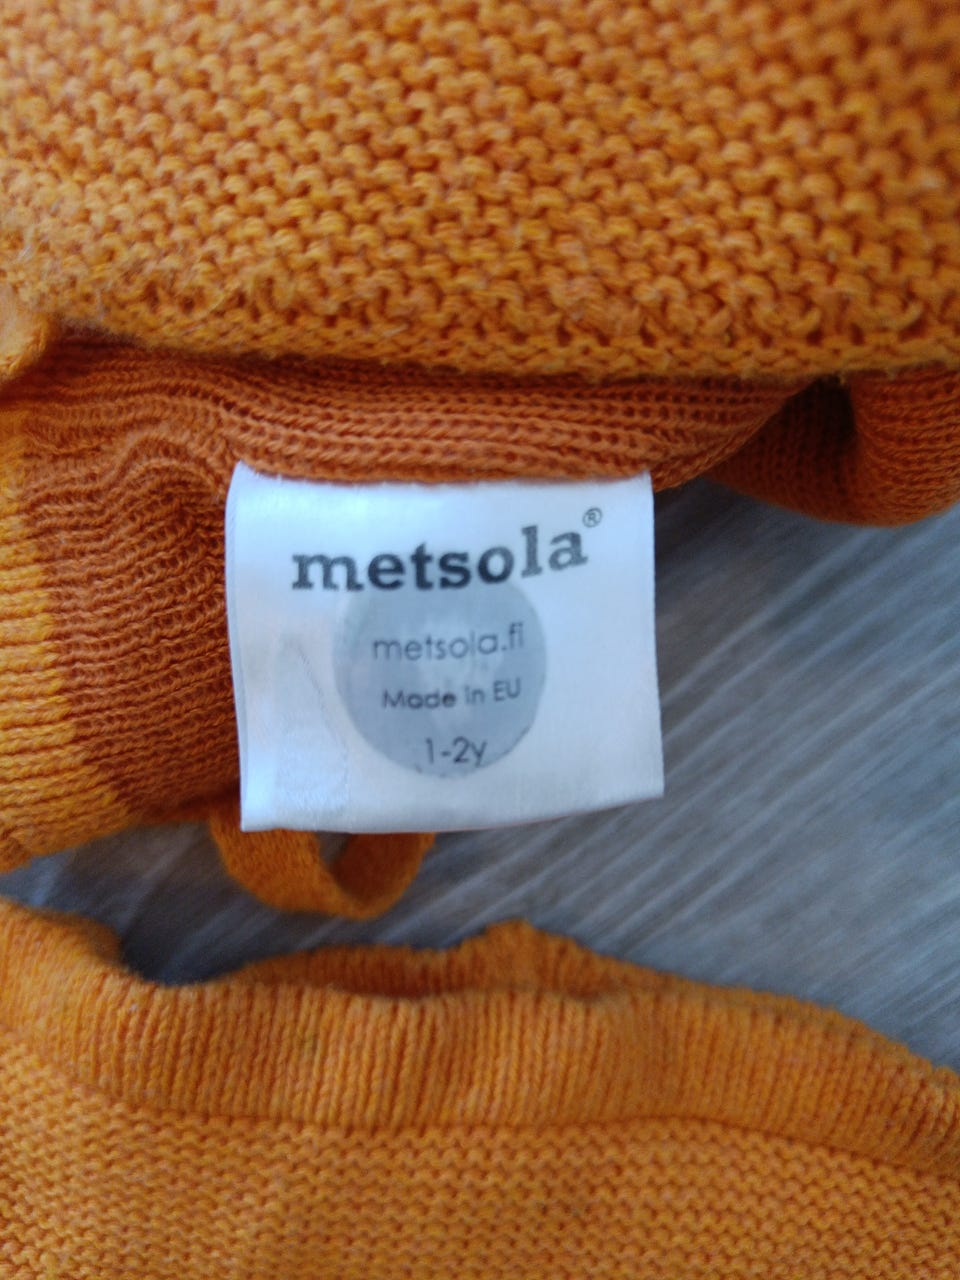 metsola®
metsola.fi
Made in EU
1-2y